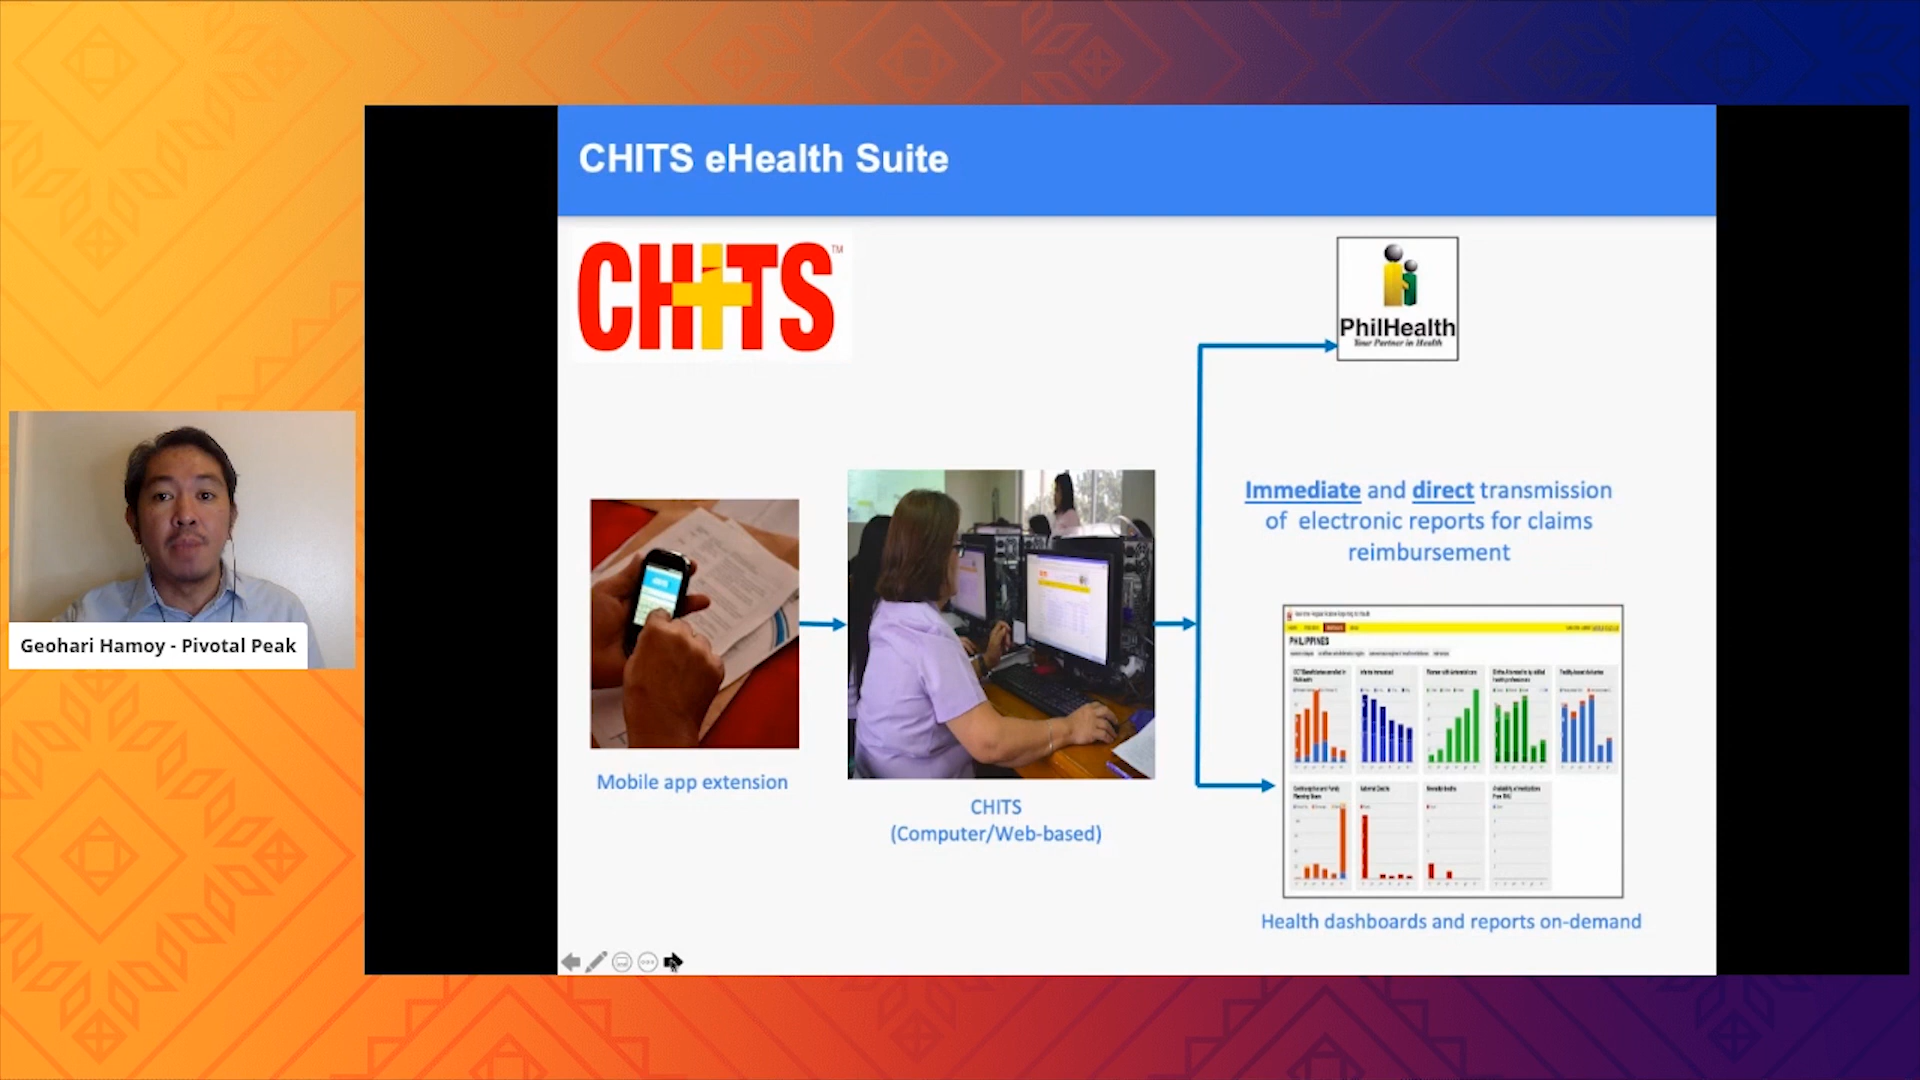 CHITS eHealth Suite
CHITS™
PhilHealth
Your Partner in Health
Immediate and direct transmission
of electronic reports for claims
reimbursement
Geohari Hamoy - Pivotal Peak
Mobile app extension
CHITS
(Computer/Web-based)
PHILIPPINES
Health dashboards and reports on-demand